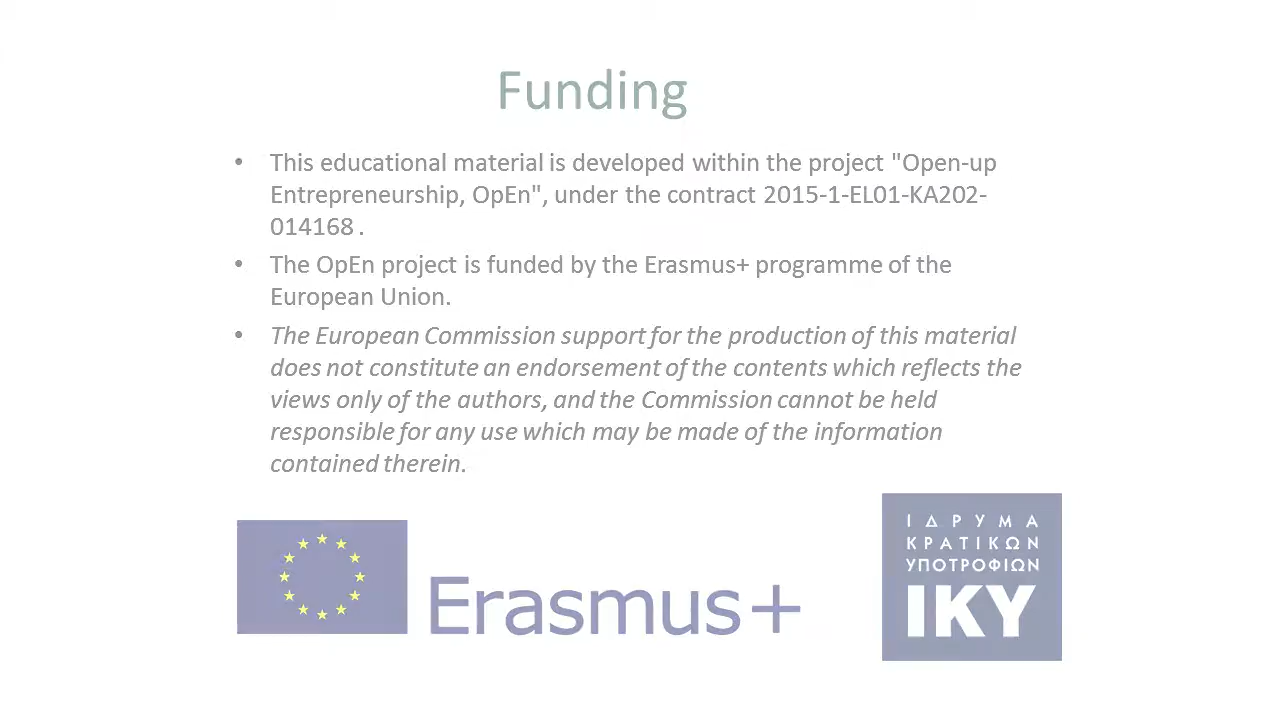 Funding
• This educational material is developed within the project "Open-up
Entrepreneurship, OpEn", under the contract 2015-1-EL01-KA202-
014168 .
• The OpEn project is funded by the Erasmus+ programme of the
European Union.
• The European Commission support for the production of this material
does not constitute an endorsement of the contents which reflects the
views only of the authors, and the Commission cannot be held
responsible for any use which may be made of the information
contained therein.
Erasmus+
ΙΔΡΥΜΑ
ΚΡΑΤΙΚΩΝ
ΥΠΟΤΡΟΦΙΩΝ
ΙΚΥ